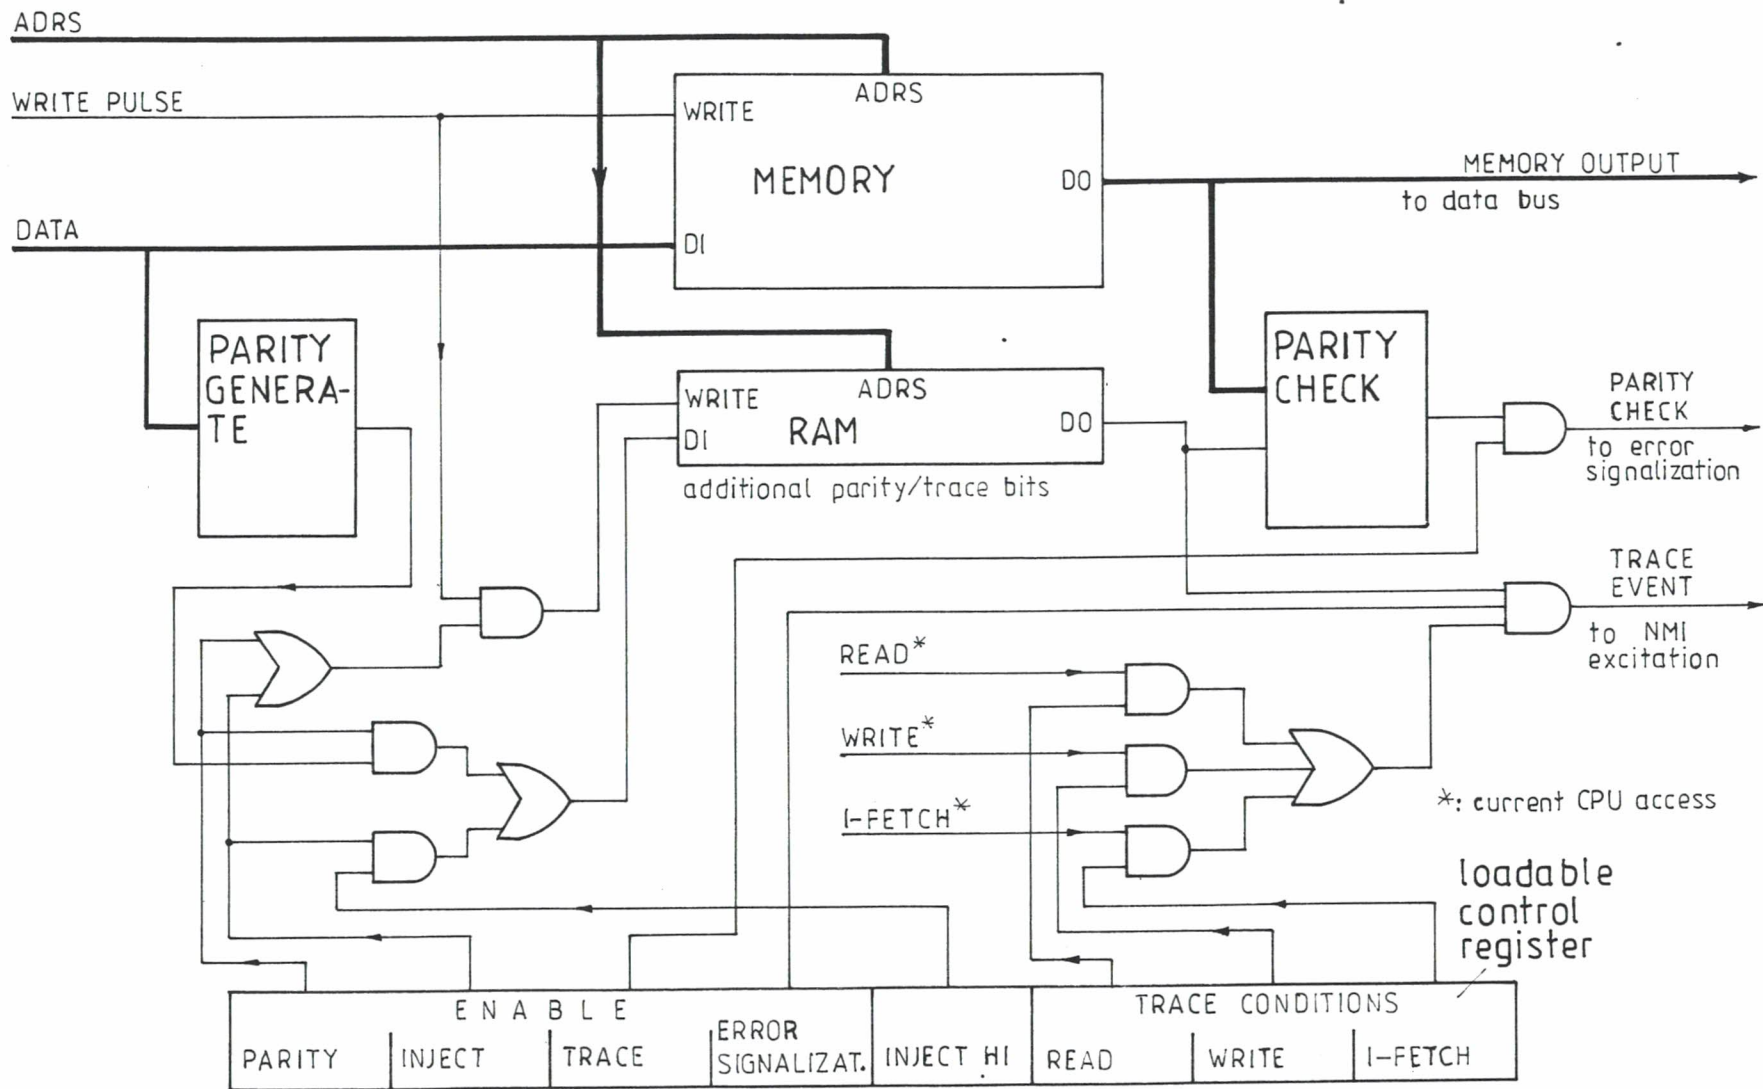 ADRS
WRITE PULSE
DATA
ADRS
WRITE
MEMORY
DO
DI
MEMORY OUTPUT
to data bus
PARITY
GENERA-
TE
ADRS
WRITE
RAM
DO
DI
additional parity/trace bits
PARITY
CHECK
PARITY
CHECK
to error
signalization
TRACE
EVENT
to NMI
excitation
READ*
WRITE*
I-FETCH*
*: current CPU access
loadable
control
register
ENABLE
PARITY
INJECT
TRACE
ERROR
SIGNALIZAT.
INJECT HI
TRACE CONDITIONS
READ
WRITE
I-FETCH